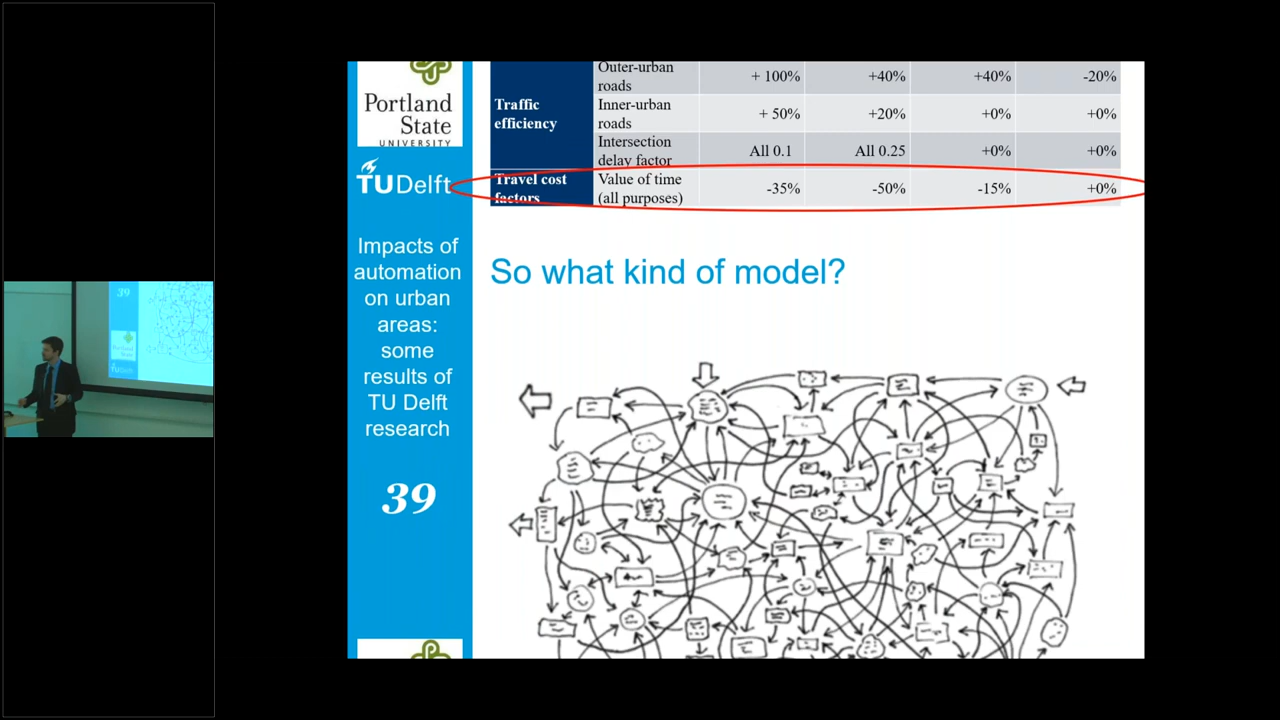 Portland
State
UNIVERSITY
TUDelft
Impacts of
automation
on urban
areas:
some
results of
TU Delft
research
39
Outer-urban
roads + 100% +40% +40% -20%
Traffic
efficiency
Inner-urban
roads + 50% +20% +0% +0%
Intersection
delay factor All 0.1 All 0.25 +0% +0%
Travel cost
factors
Value of time
(all purposes) -35% -50% -15% +0%
So what kind of model?
39
TUDelft